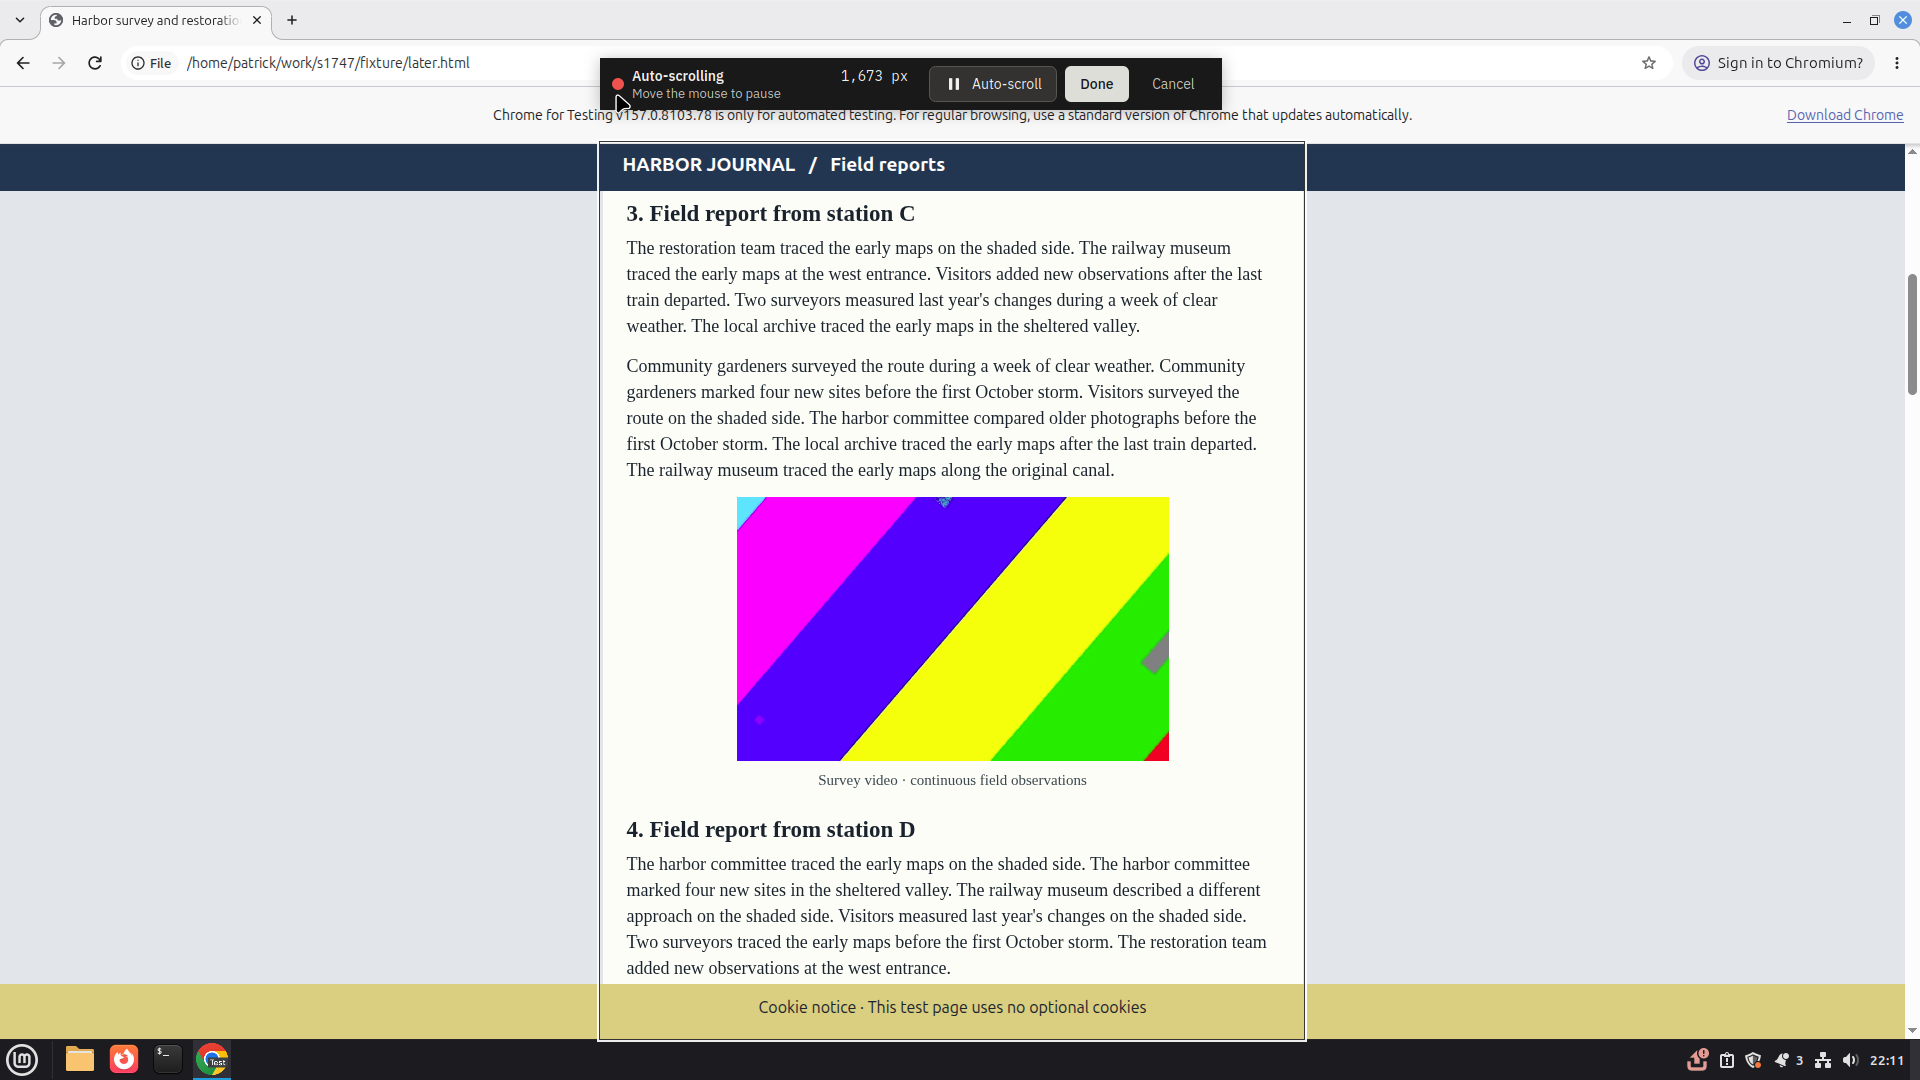 Harbor survey and restoratio
File
/home/patrick/work/s1747/fixture/later.html
Sign in to Chromium?
Auto-scrolling
Move the mouse to pause
1,673 px
Auto-scroll
Done
Cancel
Chrome for Testing v157.0.8103.78 is only for automated testing. For regular browsing, use a standard version of Chrome that updates automatically.
Download Chrome
HARBOR JOURNAL / Field reports
3. Field report from station C
The restoration team traced the early maps on the shaded side. The railway museum
traced the early maps at the west entrance. Visitors added new observations after the last
train departed. Two surveyors measured last year's changes during a week of clear
weather. The local archive traced the early maps in the sheltered valley.
Community gardeners surveyed the route during a week of clear weather. Community
gardeners marked four new sites before the first October storm. Visitors surveyed the
route on the shaded side. The harbor committee compared older photographs before the
first October storm. The local archive traced the early maps after the last train departed.
The railway museum traced the early maps along the original canal.
Survey video · continuous field observations
4. Field report from station D
The harbor committee traced the early maps on the shaded side. The harbor committee
marked four new sites in the sheltered valley. The railway museum described a different
approach on the shaded side. Visitors measured last year's changes on the shaded side.
Two surveyors traced the early maps before the first October storm. The restoration team
added new observations at the west entrance.
Cookie notice · This test page uses no optional cookies
$_
Test
3
22:11